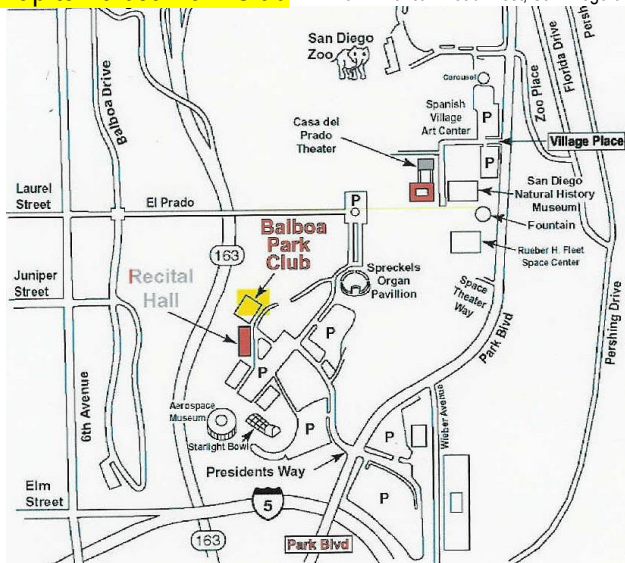 San Diego
Zoo
Carousel
P
Spanish
Village
Art Center
Casa del
Prado
Theater
Village Place
P
Balboa Drive
Zoo Place
Florida Drive
Laurel
Street
El Prado
P
San Diego
Natural History
Museum
Fountain
Rueber H. Fleet
Space Center
163
Balboa
Park
Club
Juniper
Street
Recital
Hall
Spreckels
Organ
Pavillion
Space
Theater
Way
Park Blvd
Pershing Drive
P
P
6th Avenue
Aerospace
Museum
Starlight Bowl
P
P
Wieber Avenue
Presidents Way
P
Elm
Street
5
163
Park Blvd